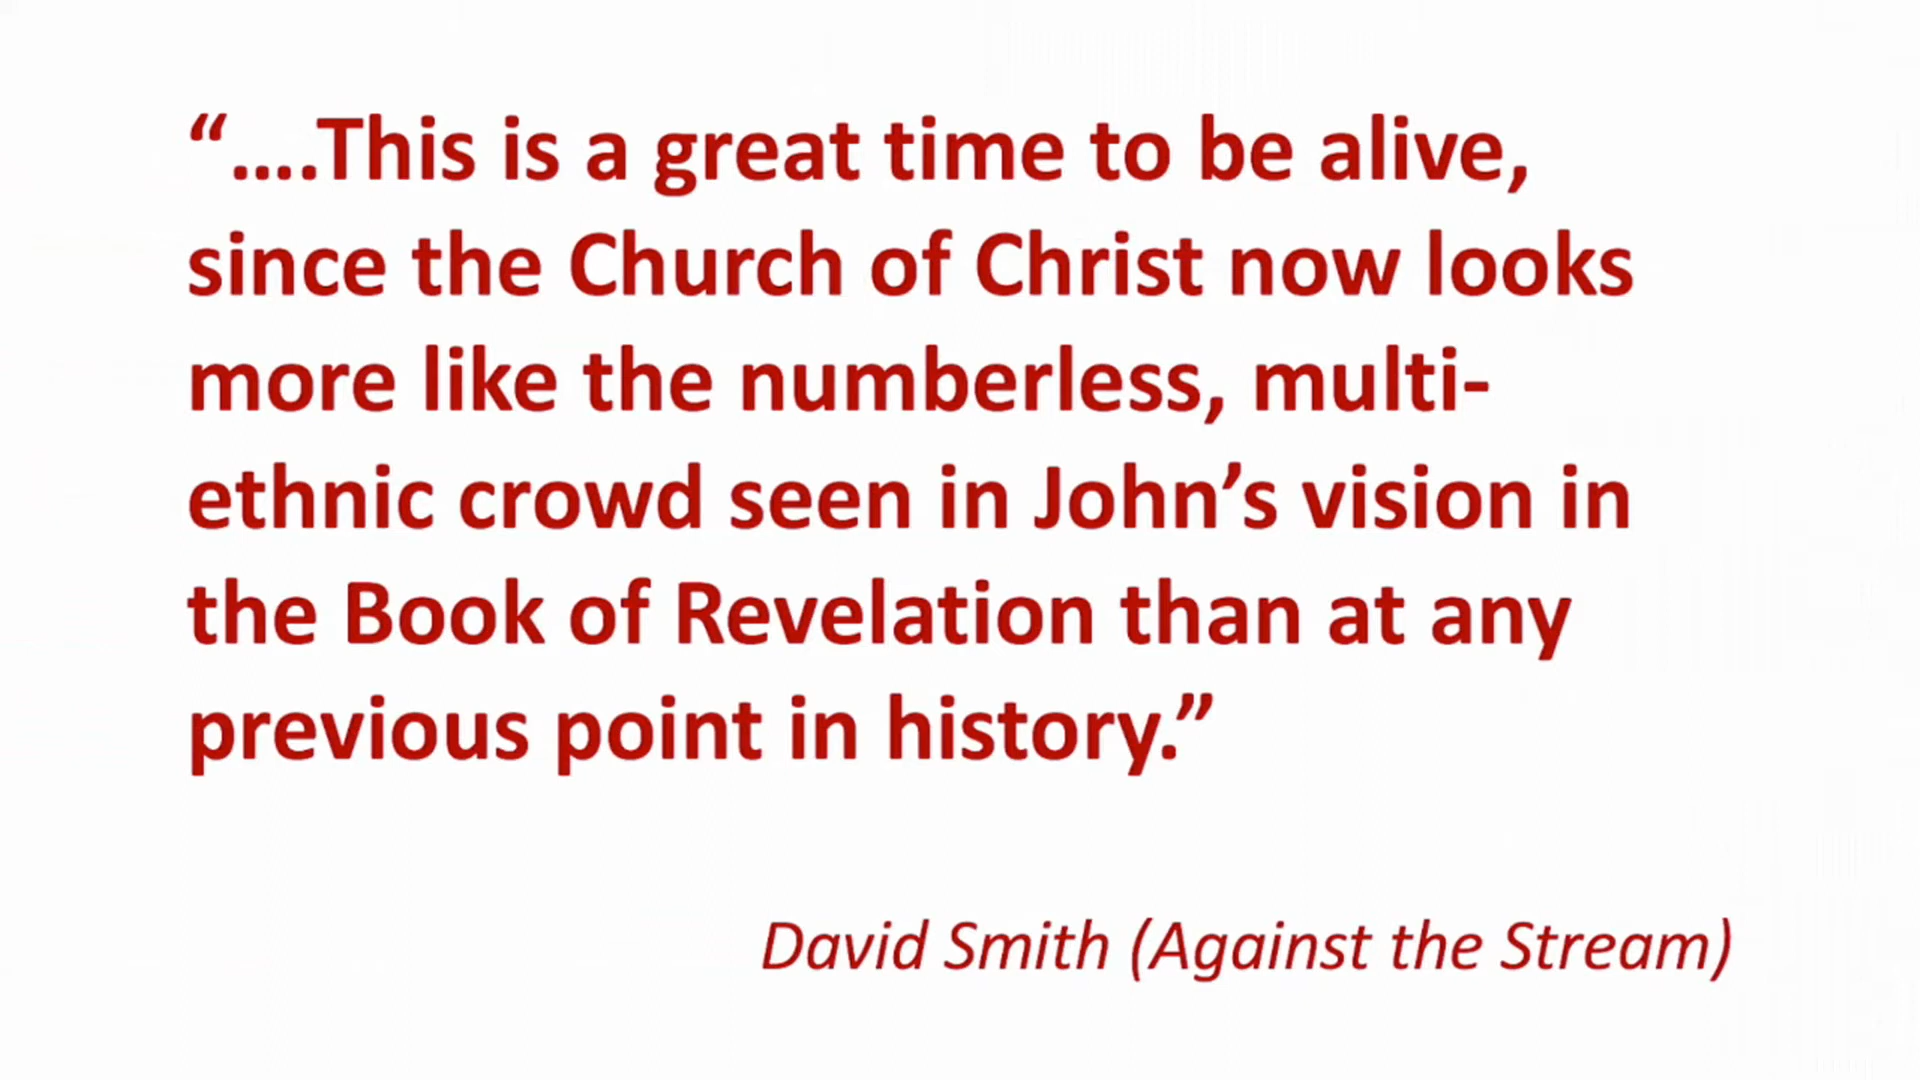 “....This is a great time to be alive,
since the Church of Christ now looks
more like the numberless, multi-
ethnic crowd seen in John’s vision in
the Book of Revelation than at any
previous point in history.”
David Smith (Against the Stream)